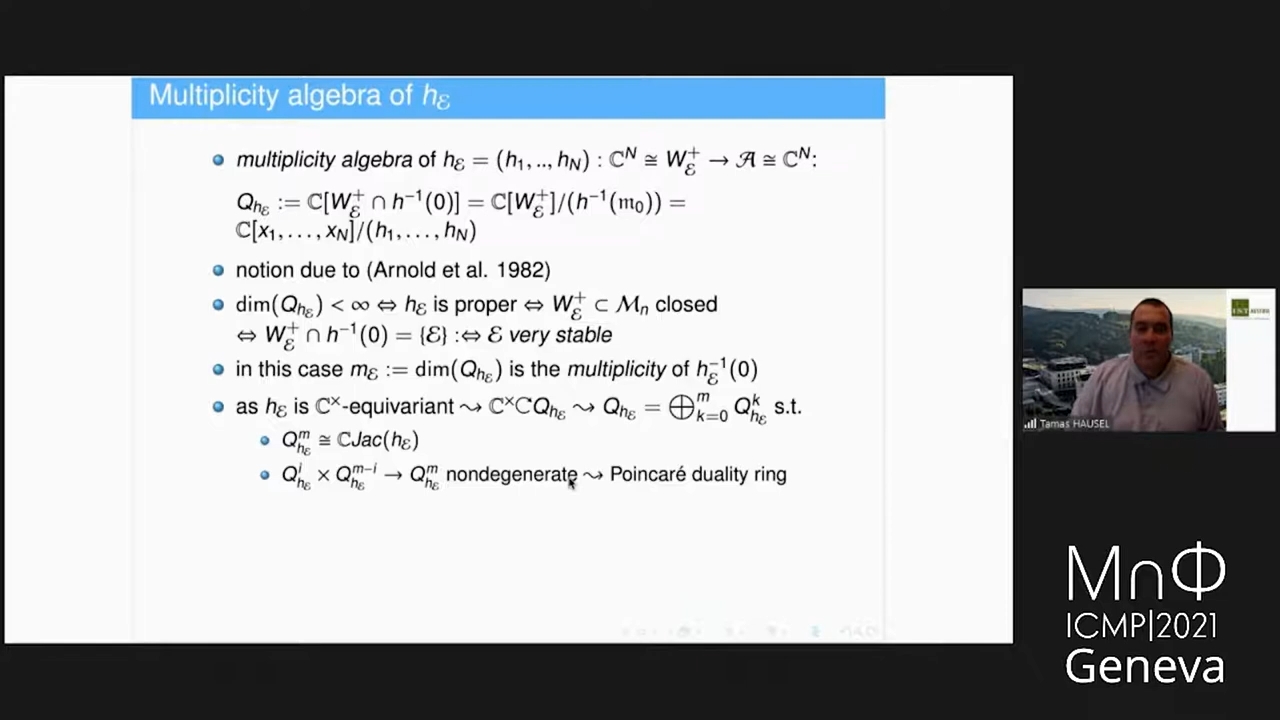 Multiplicity algebra of h_ℰ
multiplicity algebra of h_ℰ = (h_1, .., h_N) : ℂ^N ≅ W_ℰ^+ → 𝒜 ≅ ℂ^N:
Q_{h_ℰ} := ℂ[W_ℰ^+ ∩ h^{-1}(0)] = ℂ[W_ℰ^+]/(h^{-1}(𝔪_0)) =
ℂ[x_1, . . . , x_N]/(h_1, . . . , h_N)
notion due to (Arnold et al. 1982)
dim(Q_{h_ℰ}) < ∞ ⇔ h_ℰ is proper ⇔ W_ℰ^+ ⊂ ℳ_n closed
⇔ W_ℰ^+ ∩ h^{-1}(0) = {ℰ} :⇔ ℰ very stable
in this case m_ℰ := dim(Q_{h_ℰ}) is the multiplicity of h_ℰ^{-1}(0)
as h_ℰ is ℂ^×-equivariant ⇝ ℂ^×⊂Q_{h_ℰ} ⇝ Q_{h_ℰ} = ⊕_{k=0}^m Q_{h_ℰ}^k s.t.
Q_{h_ℰ}^m ≅ ℂJac(h_ℰ)
Q_{h_ℰ}^i × Q_{h_ℰ}^{m-i} → Q_{h_ℰ}^m nondegenerate ⇝ Poincaré duality ring
Tamas HAUSEL
M∩Φ
ICMP|2021
Geneva